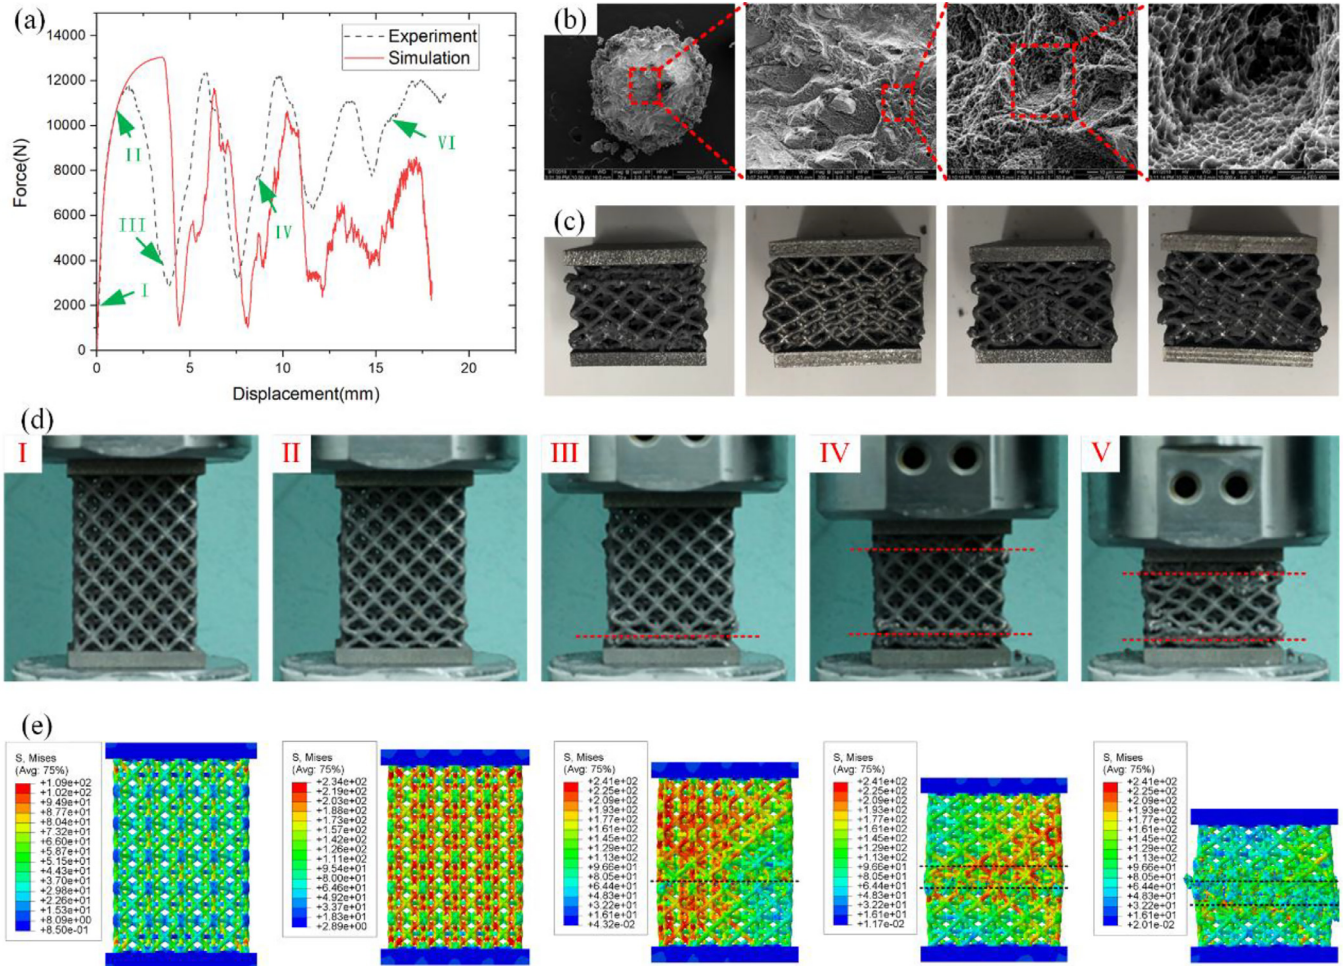 (a)
14000
12000
10000
8000
6000
4000
2000
0
Force(N)
0
5
10
15
20
Displacement(mm)
Experiment
Simulation
I
II
III
IV
VI
(b)
(c)
(d)
I
II
III
IV
V
(e)
S, Mises
(Avg: 75%)
+1.09e+02
+1.02e+02
+9.49e+01
+8.77e+01
+8.04e+01
+7.32e+01
+6.60e+01
+5.87e+01
+5.15e+01
+4.43e+01
+3.70e+01
+2.98e+01
+2.26e+01
+1.53e+01
+8.09e+00
+8.50e-01
S, Mises
(Avg: 75%)
+2.34e+02
+2.19e+02
+2.03e+02
+1.88e+02
+1.73e+02
+1.57e+02
+1.42e+02
+1.26e+02
+1.11e+02
+9.54e+01
+8.00e+01
+6.46e+01
+4.92e+01
+3.37e+01
+1.83e+01
+2.89e+00
S, Mises
(Avg: 75%)
+2.41e+02
+2.25e+02
+2.09e+02
+1.93e+02
+1.77e+02
+1.61e+02
+1.45e+02
+1.29e+02
+1.13e+02
+9.66e+01
+8.05e+01
+6.44e+01
+4.83e+01
+3.22e+01
+1.61e+01
+4.32e-02
S, Mises
(Avg: 75%)
+2.41e+02
+2.25e+02
+2.09e+02
+1.93e+02
+1.77e+02
+1.61e+02
+1.45e+02
+1.29e+02
+1.13e+02
+9.66e+01
+8.05e+01
+6.44e+01
+4.83e+01
+3.22e+01
+1.61e+01
+1.17e-02
S, Mises
(Avg: 75%)
+2.41e+02
+2.25e+02
+2.09e+02
+1.93e+02
+1.77e+02
+1.61e+02
+1.45e+02
+1.29e+02
+1.13e+02
+9.66e+01
+8.05e+01
+6.44e+01
+4.83e+01
+3.22e+01
+1.61e+01
+2.01e-02